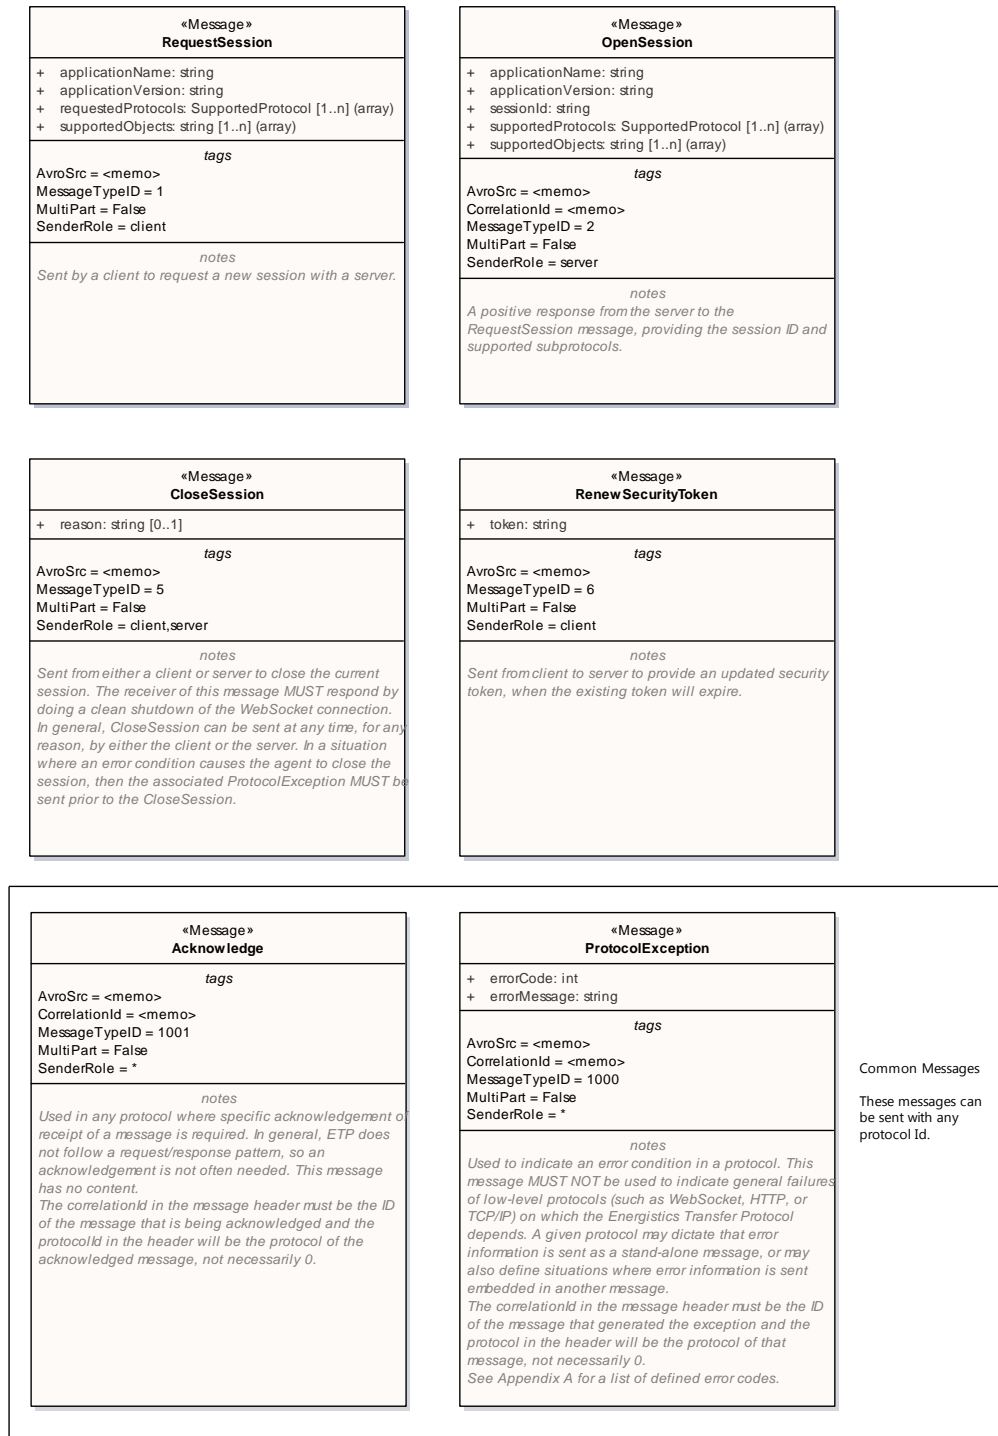 «Message»
RequestSession
+ applicationName: string
+ applicationVersion: string
+ requestedProtocols: SupportedProtocol [1..n] (array)
+ supportedObjects: string [1..n] (array)
tags
AvroSrc = <memo>
MessageTypeID = 1
MultiPart = False
SenderRole = client
notes
Sent by a client to request a new session with a server.
«Message»
OpenSession
+ applicationName: string
+ applicationVersion: string
+ sessionId: string
+ supportedProtocols: SupportedProtocol [1..n] (array)
+ supportedObjects: string [1..n] (array)
tags
AvroSrc = <memo>
CorrelationId = <memo>
MessageTypeID = 2
MultiPart = False
SenderRole = server
notes
A positive response from the server to the
RequestSession message, providing the session ID and
supported subprotocols.
«Message»
CloseSession
+ reason: string [0..1]
tags
AvroSrc = <memo>
MessageTypeID = 5
MultiPart = False
SenderRole = client,server
notes
Sent from either a client or server to close the current
session. The receiver of this message MUST respond by
doing a clean shutdown of the WebSocket connection.
In general, CloseSession can be sent at any time, for any
reason, by either the client or the server. In a situation
where an error condition causes the agent to close the
session, then the associated ProtocolException MUST be
sent prior to the CloseSession.
«Message»
RenewSecurityToken
+ token: string
tags
AvroSrc = <memo>
MessageTypeID = 6
MultiPart = False
SenderRole = client
notes
Sent from client to server to provide an updated security
token, when the existing token will expire.
«Message»
Acknowledge
tags
AvroSrc = <memo>
CorrelationId = <memo>
MessageTypeID = 1001
MultiPart = False
SenderRole = *
notes
Used in any protocol where specific acknowledgement of
receipt of a message is required. In general, ETP does
not follow a request/response pattern, so an
acknowledgement is not often needed. This message
has no content.
The correlationId in the message header must be the ID
of the message that is being acknowledged and the
protocolId in the header will be the protocol of the
acknowledged message, not necessarily 0.
«Message»
ProtocolException
+ errorCode: int
+ errorMessage: string
tags
AvroSrc = <memo>
CorrelationId = <memo>
MessageTypeID = 1000
MultiPart = False
SenderRole = *
notes
Used to indicate an error condition in a protocol. This
message MUST NOT be used to indicate general failures
of low-level protocols (such as WebSocket, HTTP, or
TCP/IP) on which the Energistics Transfer Protocol
depends. A given protocol may dictate that error
information is sent as a stand-alone message, or may
also define situations where error information is sent
embedded in another message.
The correlationId in the message header must be the ID
of the message that generated the exception and the
protocol in the header will be the protocol of that
message, not necessarily 0.
See Appendix A for a list of defined error codes.
Common Messages
These messages can
be sent with any
protocol Id.